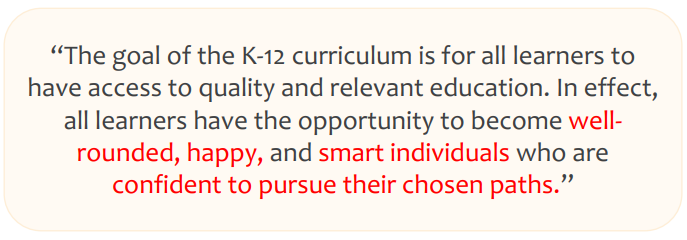 “The goal of the K-12 curriculum is for all learners to
have access to quality and relevant education. In effect,
all learners have the opportunity to become well-
rounded, happy, and smart individuals who are
confident to pursue their chosen paths.”